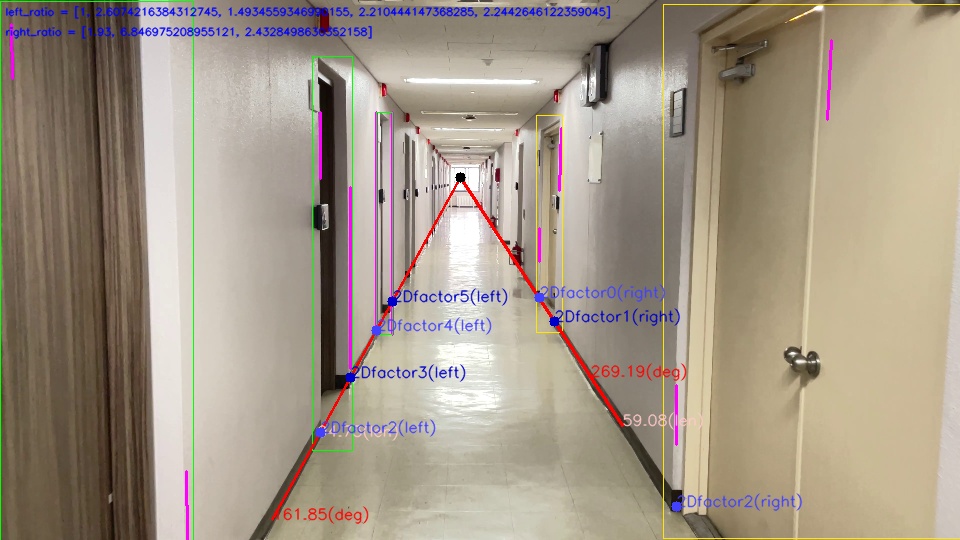 left_ratio = [1, 2.6074216384312745, 1.4934559346998155, 2.210444147368285, 2.2442646122359045]
right_ratio = [1.93, 6.846975208955121, 2.4328498630352158]
2Dfactor5(left)
2Dfactor0(right)
2Dfactor4(left)
2Dfactor1(right)
2Dfactor3(left)
269.19(deg)
2Dfactor2(left)
59.08(len)
2Dfactor2(right)
61.85(deg)